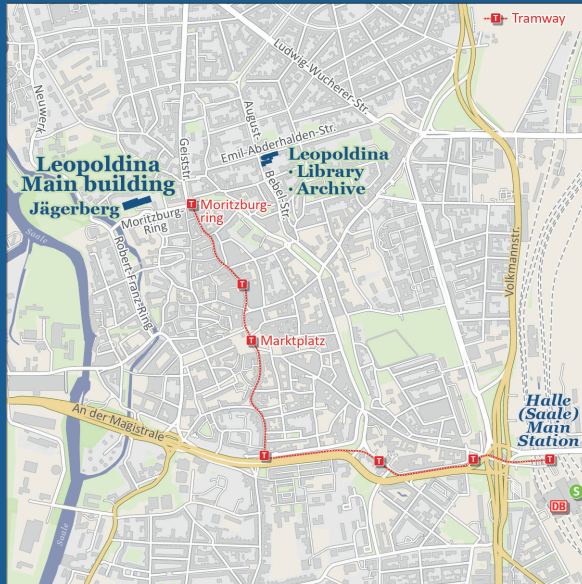 T Tramway
Ludwig-Wucherer-Str.
Neuwerk
August-
Bebel-Str.
Geiststr.
Emil-Abderhalden-Str.
Leopoldina
Main building
Jägerberg
Leopoldina
· Library
· Archive
T Moritzburg-
ring
Moritzburg-
Ring
Robert-Franz-Ring
Saale
Volkmannstr.
T
T Marktplatz
Halle
(Saale)
Main
Station
An der Magistrale
T
T
T
T
S
DB
Saale